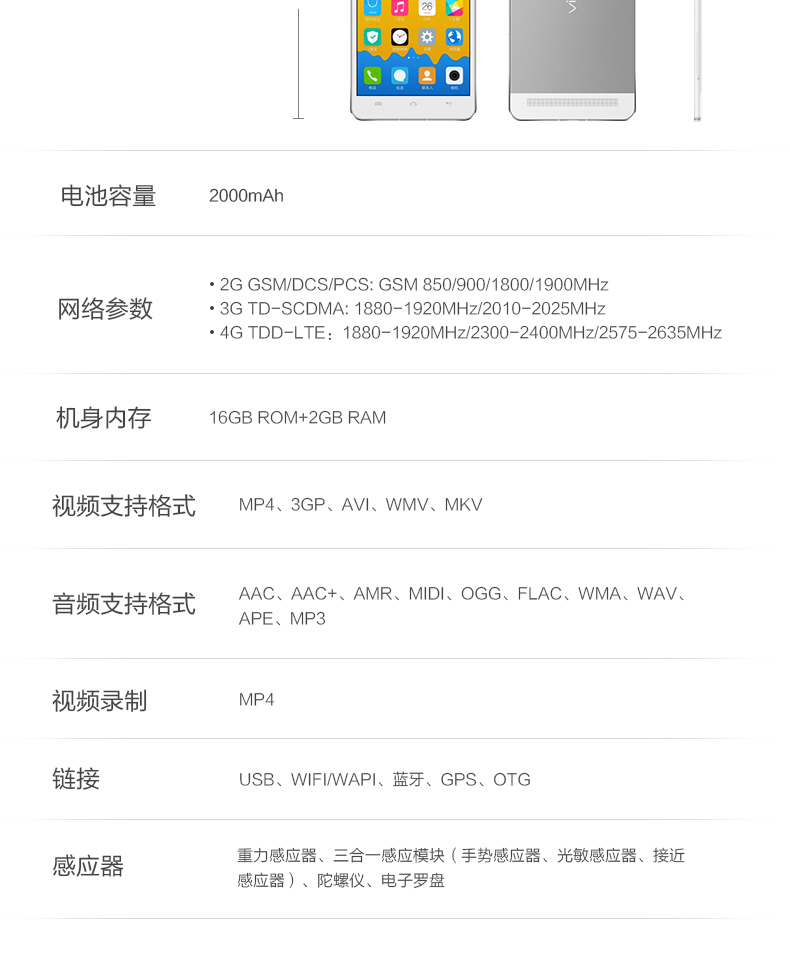 26
电池容量
2000mAh
网络参数
• 2G GSM/DCS/PCS: GSM 850/900/1800/1900MHz
• 3G TD-SCDMA: 1880-1920MHz/2010-2025MHz
• 4G TDD-LTE：1880-1920MHz/2300-2400MHz/2575-2635MHz
机身内存
16GB ROM+2GB RAM
视频支持格式
MP4、3GP、AVI、WMV、MKV
音频支持格式
AAC、AAC+、AMR、MIDI、OGG、FLAC、WMA、WAV、
APE、MP3
视频录制
MP4
链接
USB、WIFI/WAPI、蓝牙、GPS、OTG
感应器
重力感应器、三合一感应模块（手势感应器、光敏感应器、接近
感应器）、陀螺仪、电子罗盘